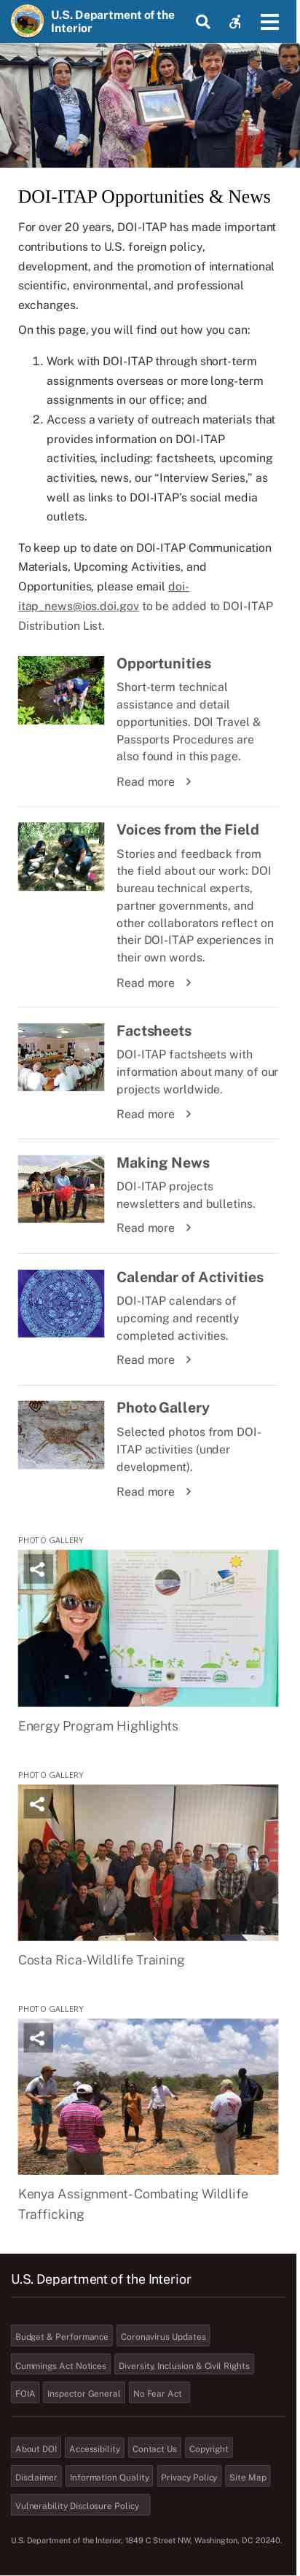 U.S. Department of the
Interior
DOI-ITAP Opportunities & News
For over 20 years, DOI-ITAP has made important
contributions to U.S. foreign policy,
development, and the promotion of international
scientific, environmental, and professional
exchanges.
On this page, you will find out how you can:
1. Work with DOI-ITAP through short-term
assignments overseas or more long-term
assignments in our office; and
2. Access a variety of outreach materials that
provides information on DOI-ITAP
activities, including: factsheets, upcoming
activities, news, our “Interview Series,” as
well as links to DOI-ITAP’s social media
outlets.
To keep up to date on DOI-ITAP Communication
Materials, Upcoming Activities, and
Opportunities, please email doi-
itap_news@ios.doi.gov to be added to DOI-ITAP
Distribution List.
Opportunities
Short-term technical
assistance and detail
opportunities. DOI Travel &
Passports Procedures are
also found in this page.
Read more
Voices from the Field
Stories and feedback from
the field about our work: DOI
bureau technical experts,
partner governments, and
other collaborators reflect on
their DOI-ITAP experiences in
their own words.
Read more
Factsheets
DOI-ITAP factsheets with
information about many of our
projects worldwide.
Read more
Making News
DOI-ITAP projects
newsletters and bulletins.
Read more
Calendar of Activities
DOI-ITAP calendars of
upcoming and recently
completed activities.
Read more
Photo Gallery
Selected photos from DOI-
ITAP activities (under
development).
Read more
PHOTO GALLERY
Energy Program Highlights
PHOTO GALLERY
Costa Rica-Wildlife Training
PHOTO GALLERY
Kenya Assignment-Combating Wildlife
Trafficking
U.S. Department of the Interior
Budget & Performance Coronavirus Updates
Cummings Act Notices Diversity, Inclusion & Civil Rights
FOIA Inspector General No Fear Act
About DOI Accessibility Contact Us Copyright
Disclaimer Information Quality Privacy Policy Site Map
Vulnerability Disclosure Policy
U.S. Department of the Interior, 1849 C Street NW, Washington, DC 20240.